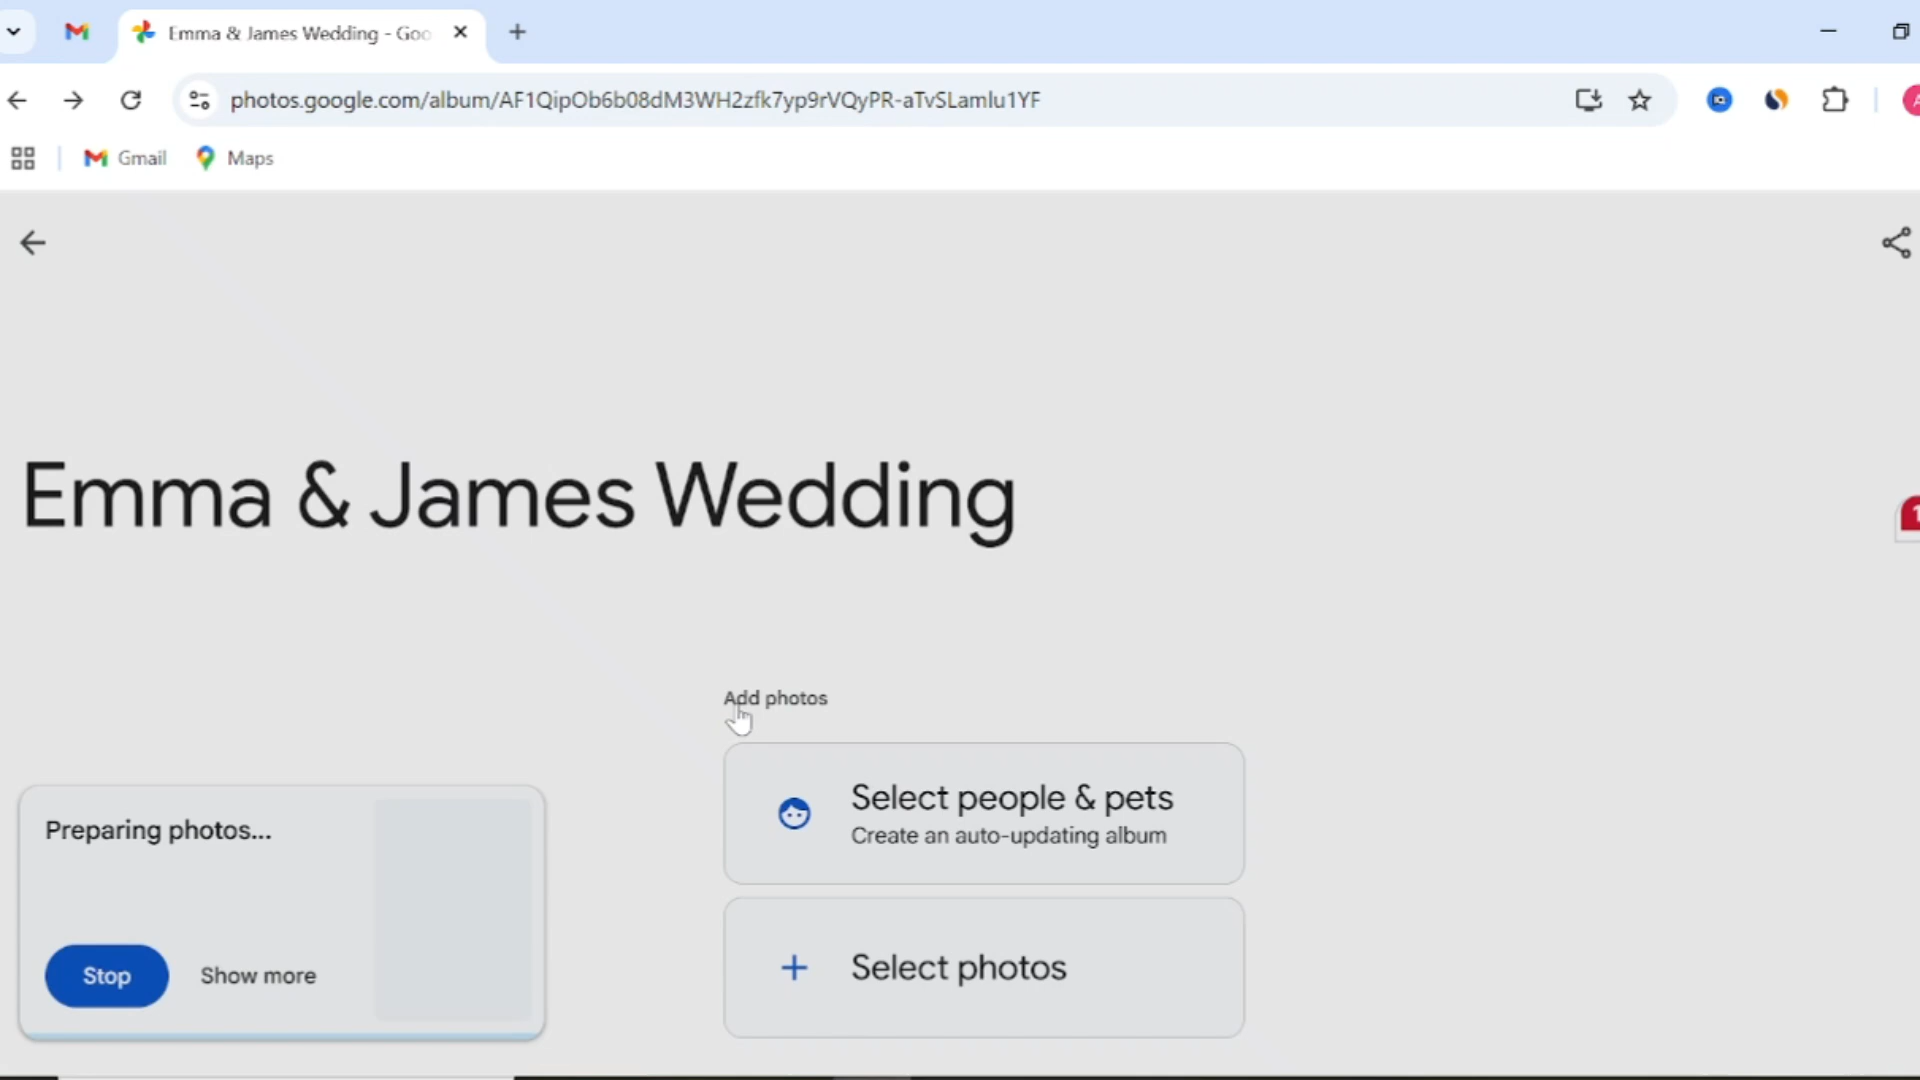 Emma & James Wedding - Goo
photos.google.com/album/AF1QipOb6b08dM3WH2zfk7yp9rVQyPR-aTvSLamlu1YF
Gmail
Maps
Emma & James Wedding
Add photos
Select people & pets
Create an auto-updating album
Preparing photos...
Select photos
Stop
Show more